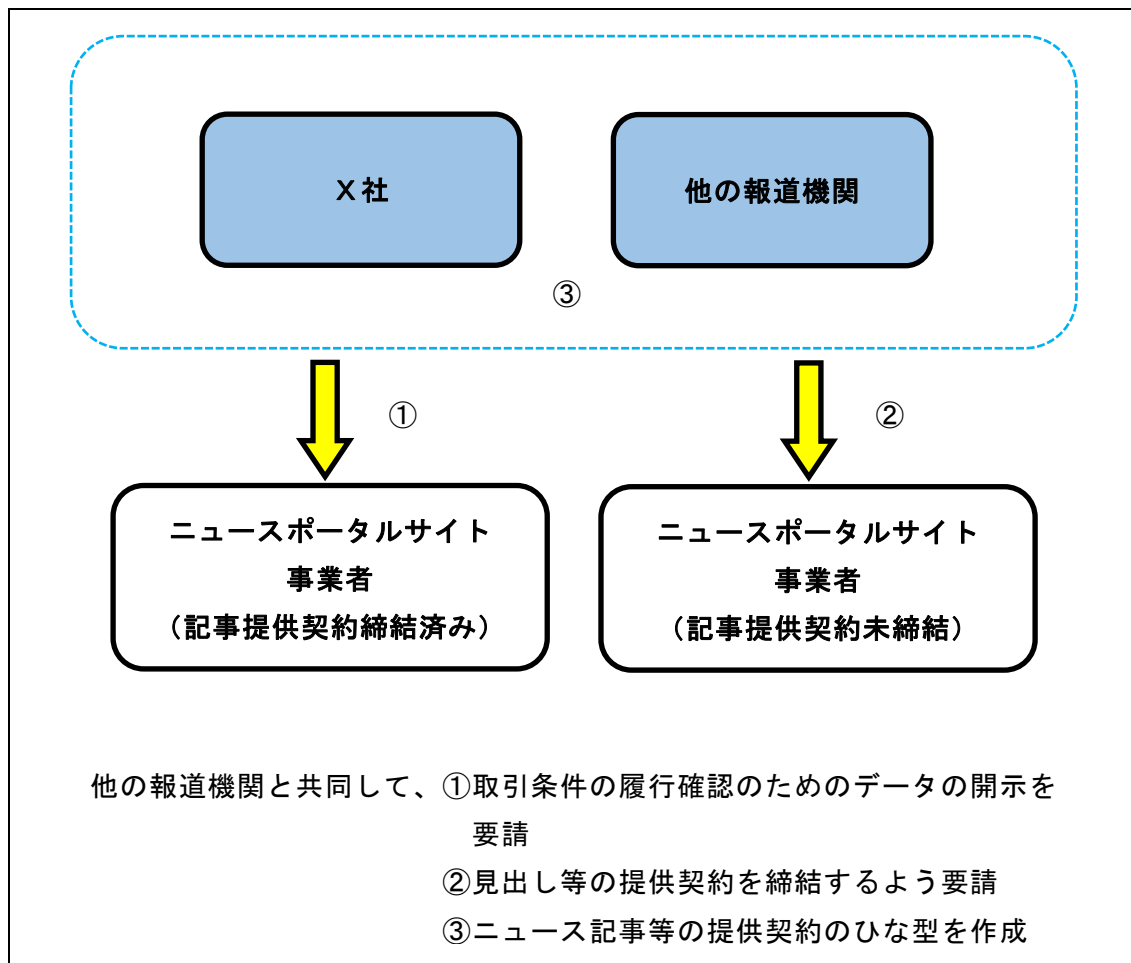 X社
他の報道機関
③
①
②
ニュースポータルサイト
事業者
（記事提供契約締結済み）
ニュースポータルサイト
事業者
（記事提供契約未締結）
他の報道機関と共同して、①取引条件の履行確認のためのデータの開示を
要請
②見出し等の提供契約を締結するよう要請
③ニュース記事等の提供契約のひな型を作成